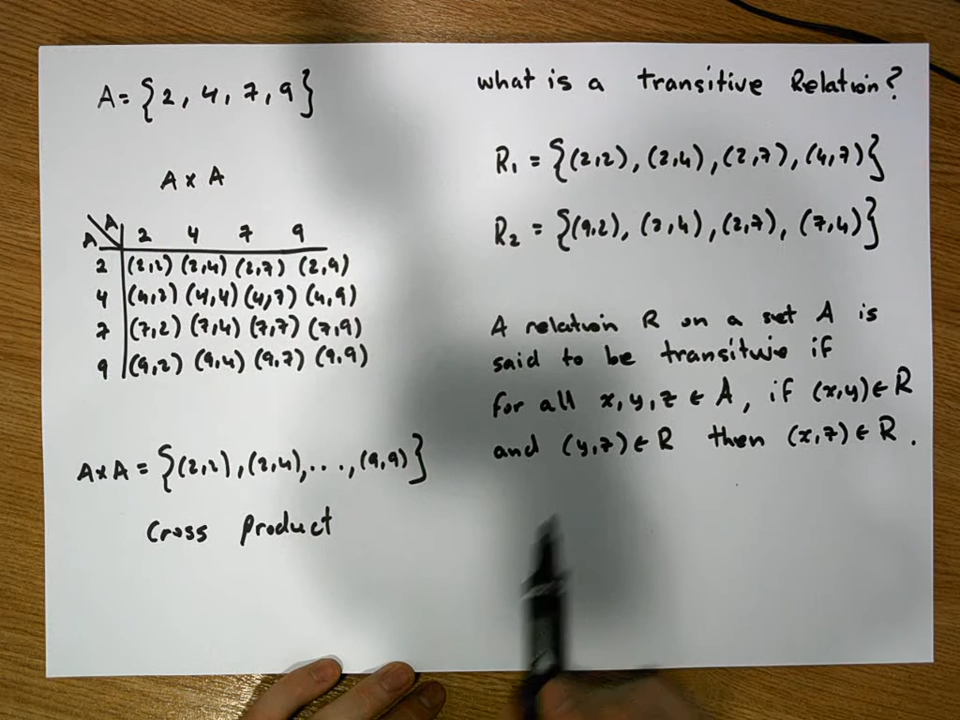 A = {2, 4, 7, 9}
A x A
A A 2 4 7 9
2 (2,2) (2,4) (2,7) (2,9)
4 (4,2) (4,4) (4,7) (4,9)
7 (7,2) (7,4) (7,7) (7,9)
9 (9,2) (9,4) (9,7) (9,9)
AxA = {(2,2), (2,4), ..., (9,9)}
Cross Product
What is a transitive Relation?
R₁ = {(2,2), (2,4), (2,7), (4,7)}
R₂ = {(9,2), (2,4), (2,7), (7,4)}
A relation R on a set A is
said to be transitive if
for all x, y, z ∈ A, if (x,y) ∈ R
and (y,z) ∈ R then (x,z) ∈ R.